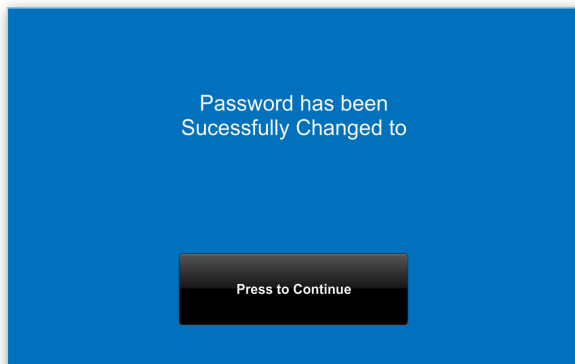 Password has been
Sucessfully Changed to
Press to Continue